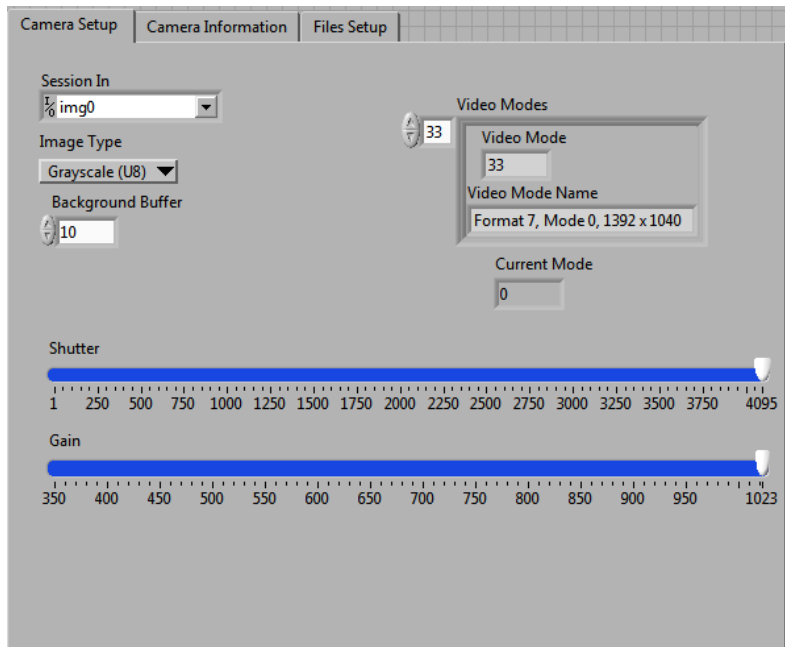 Camera Setup
Camera Information
Files Setup
Session In
I/O img0
Image Type
Grayscale (U8)
Background Buffer
10
Video Modes
33
Video Mode
33
Video Mode Name
Format 7, Mode 0, 1392 x 1040
Current Mode
0
Shutter
1 250 500 750 1000 1250 1500 1750 2000 2250 2500 2750 3000 3250 3500 3750 4095
Gain
350 400 450 500 550 600 650 700 750 800 850 900 950 1023